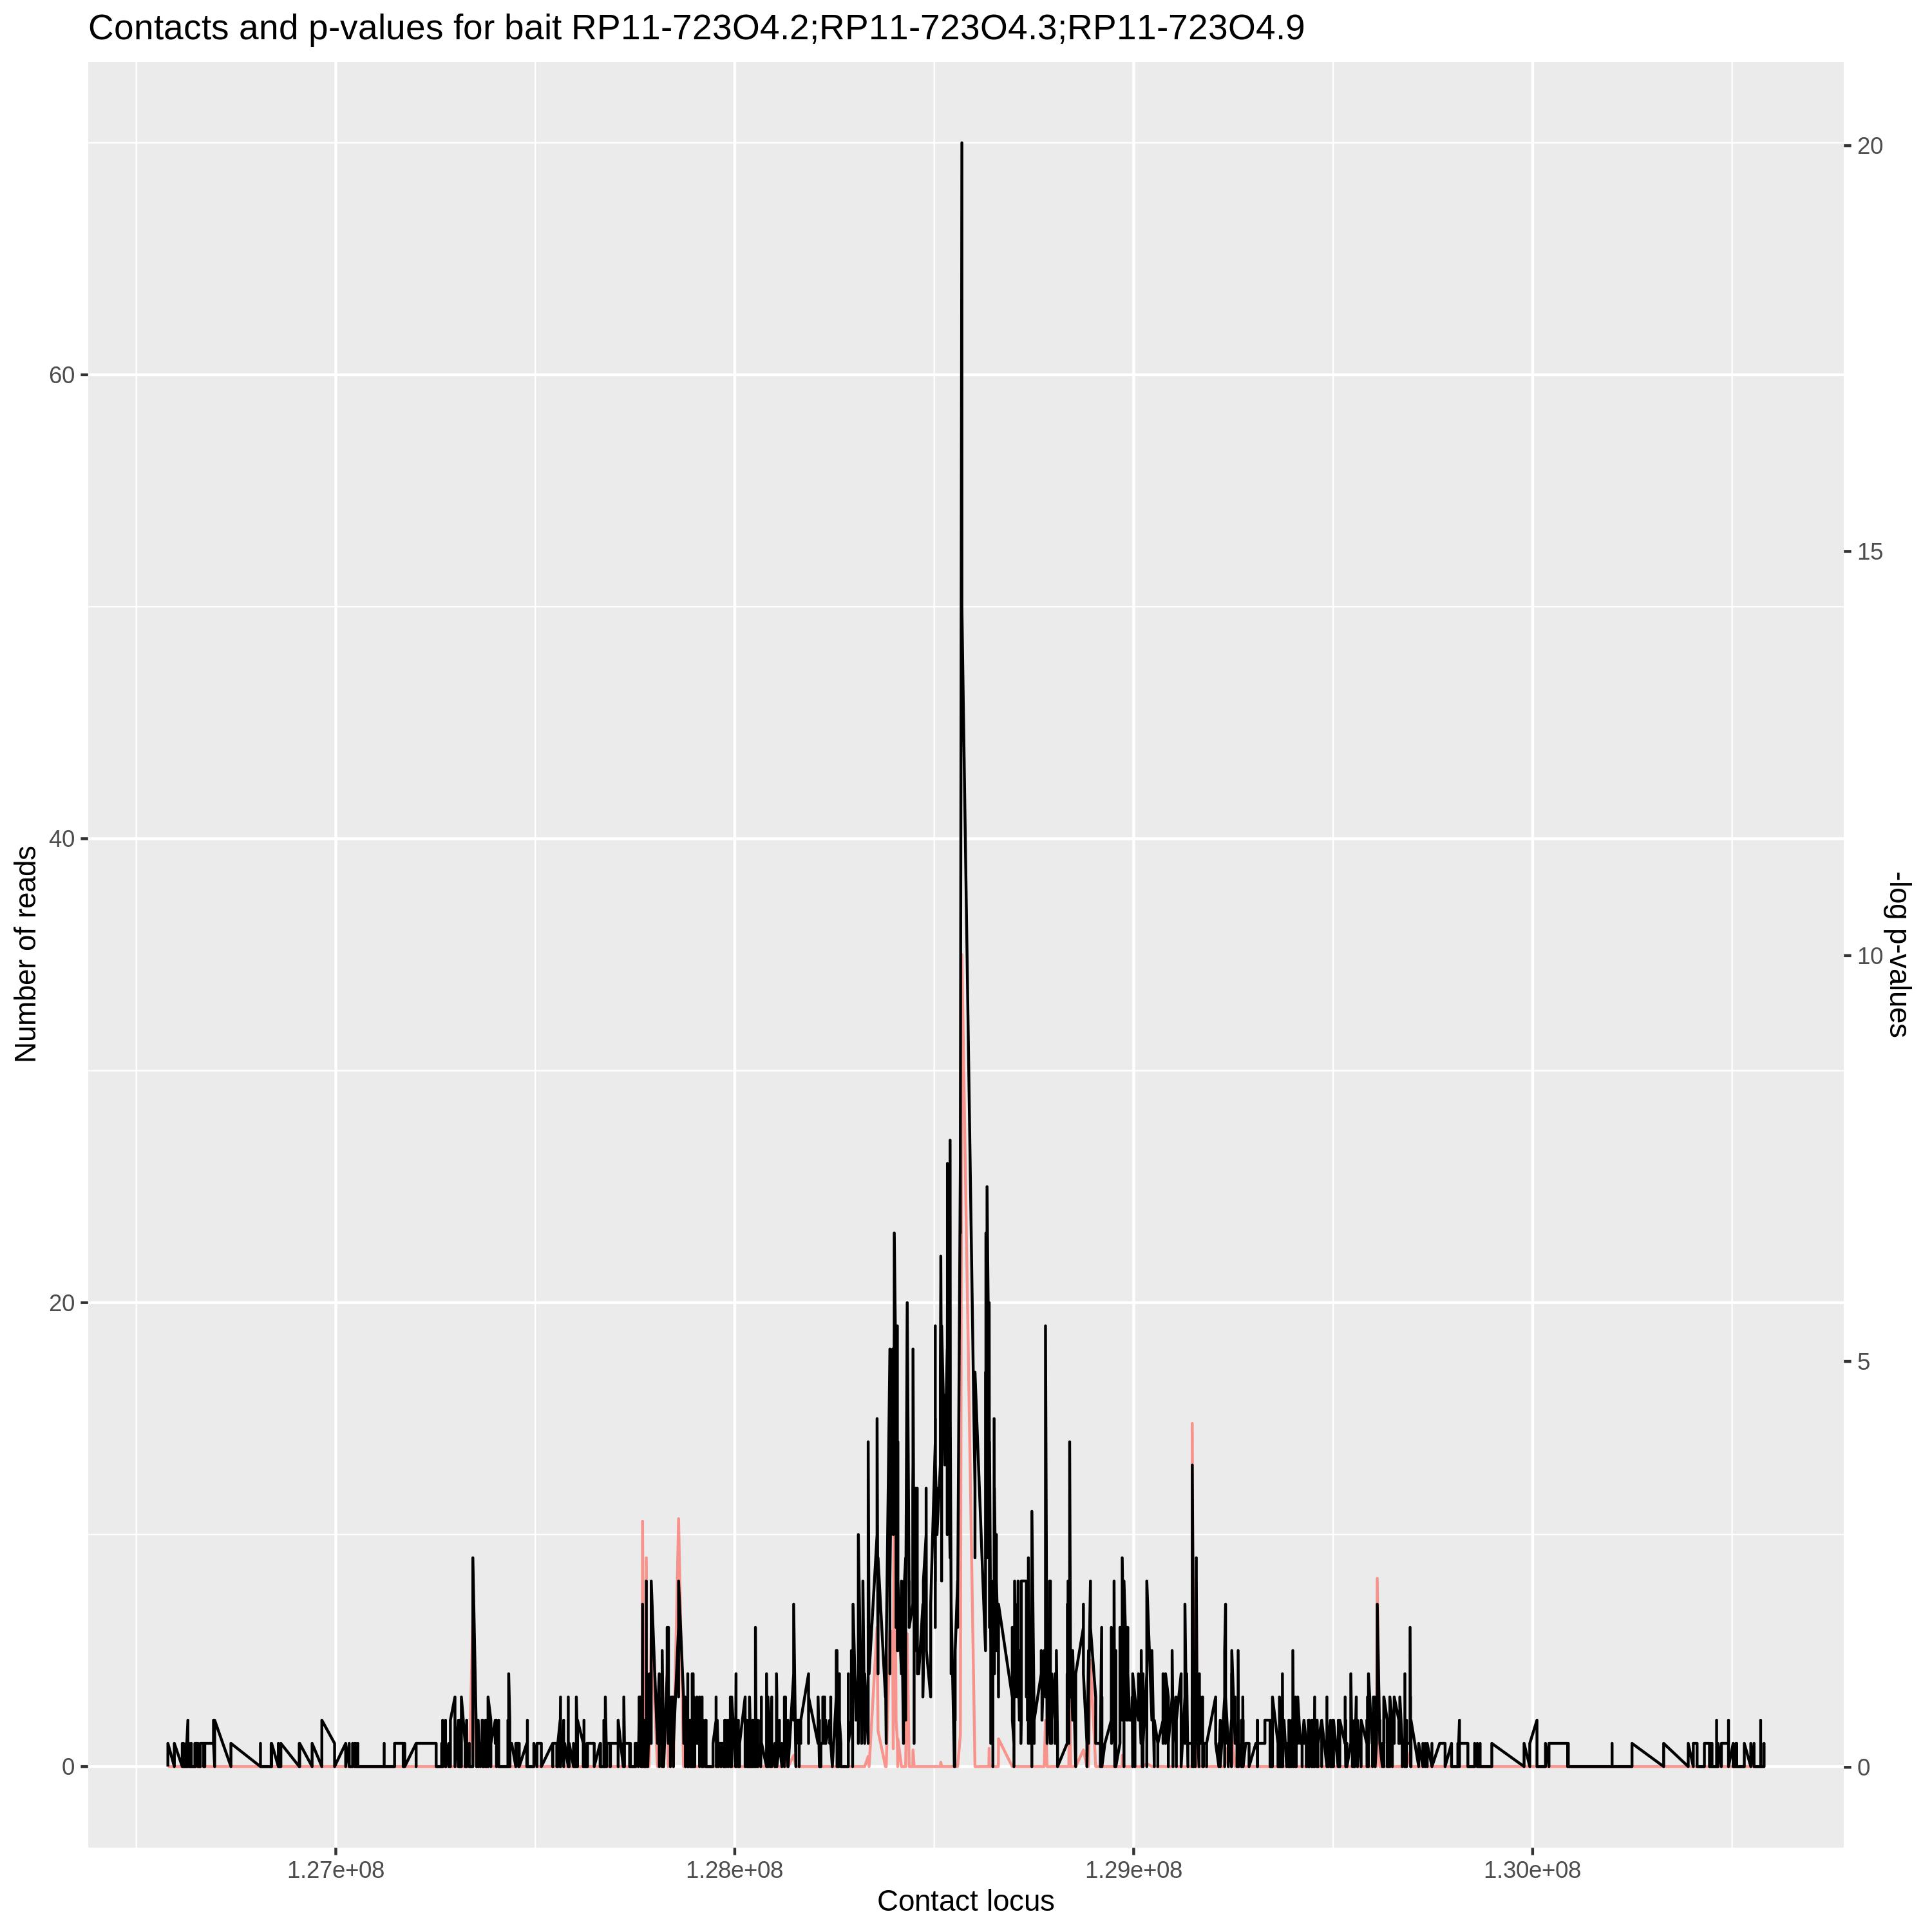 Contacts and p-values for bait RP11-723O4.2;RP11-723O4.3;RP11-723O4.9
20
60
15
40
Number of reads
10
-log p-values
20
5
0
0
1.27e+08
1.28e+08
1.29e+08
1.30e+08
Contact locus